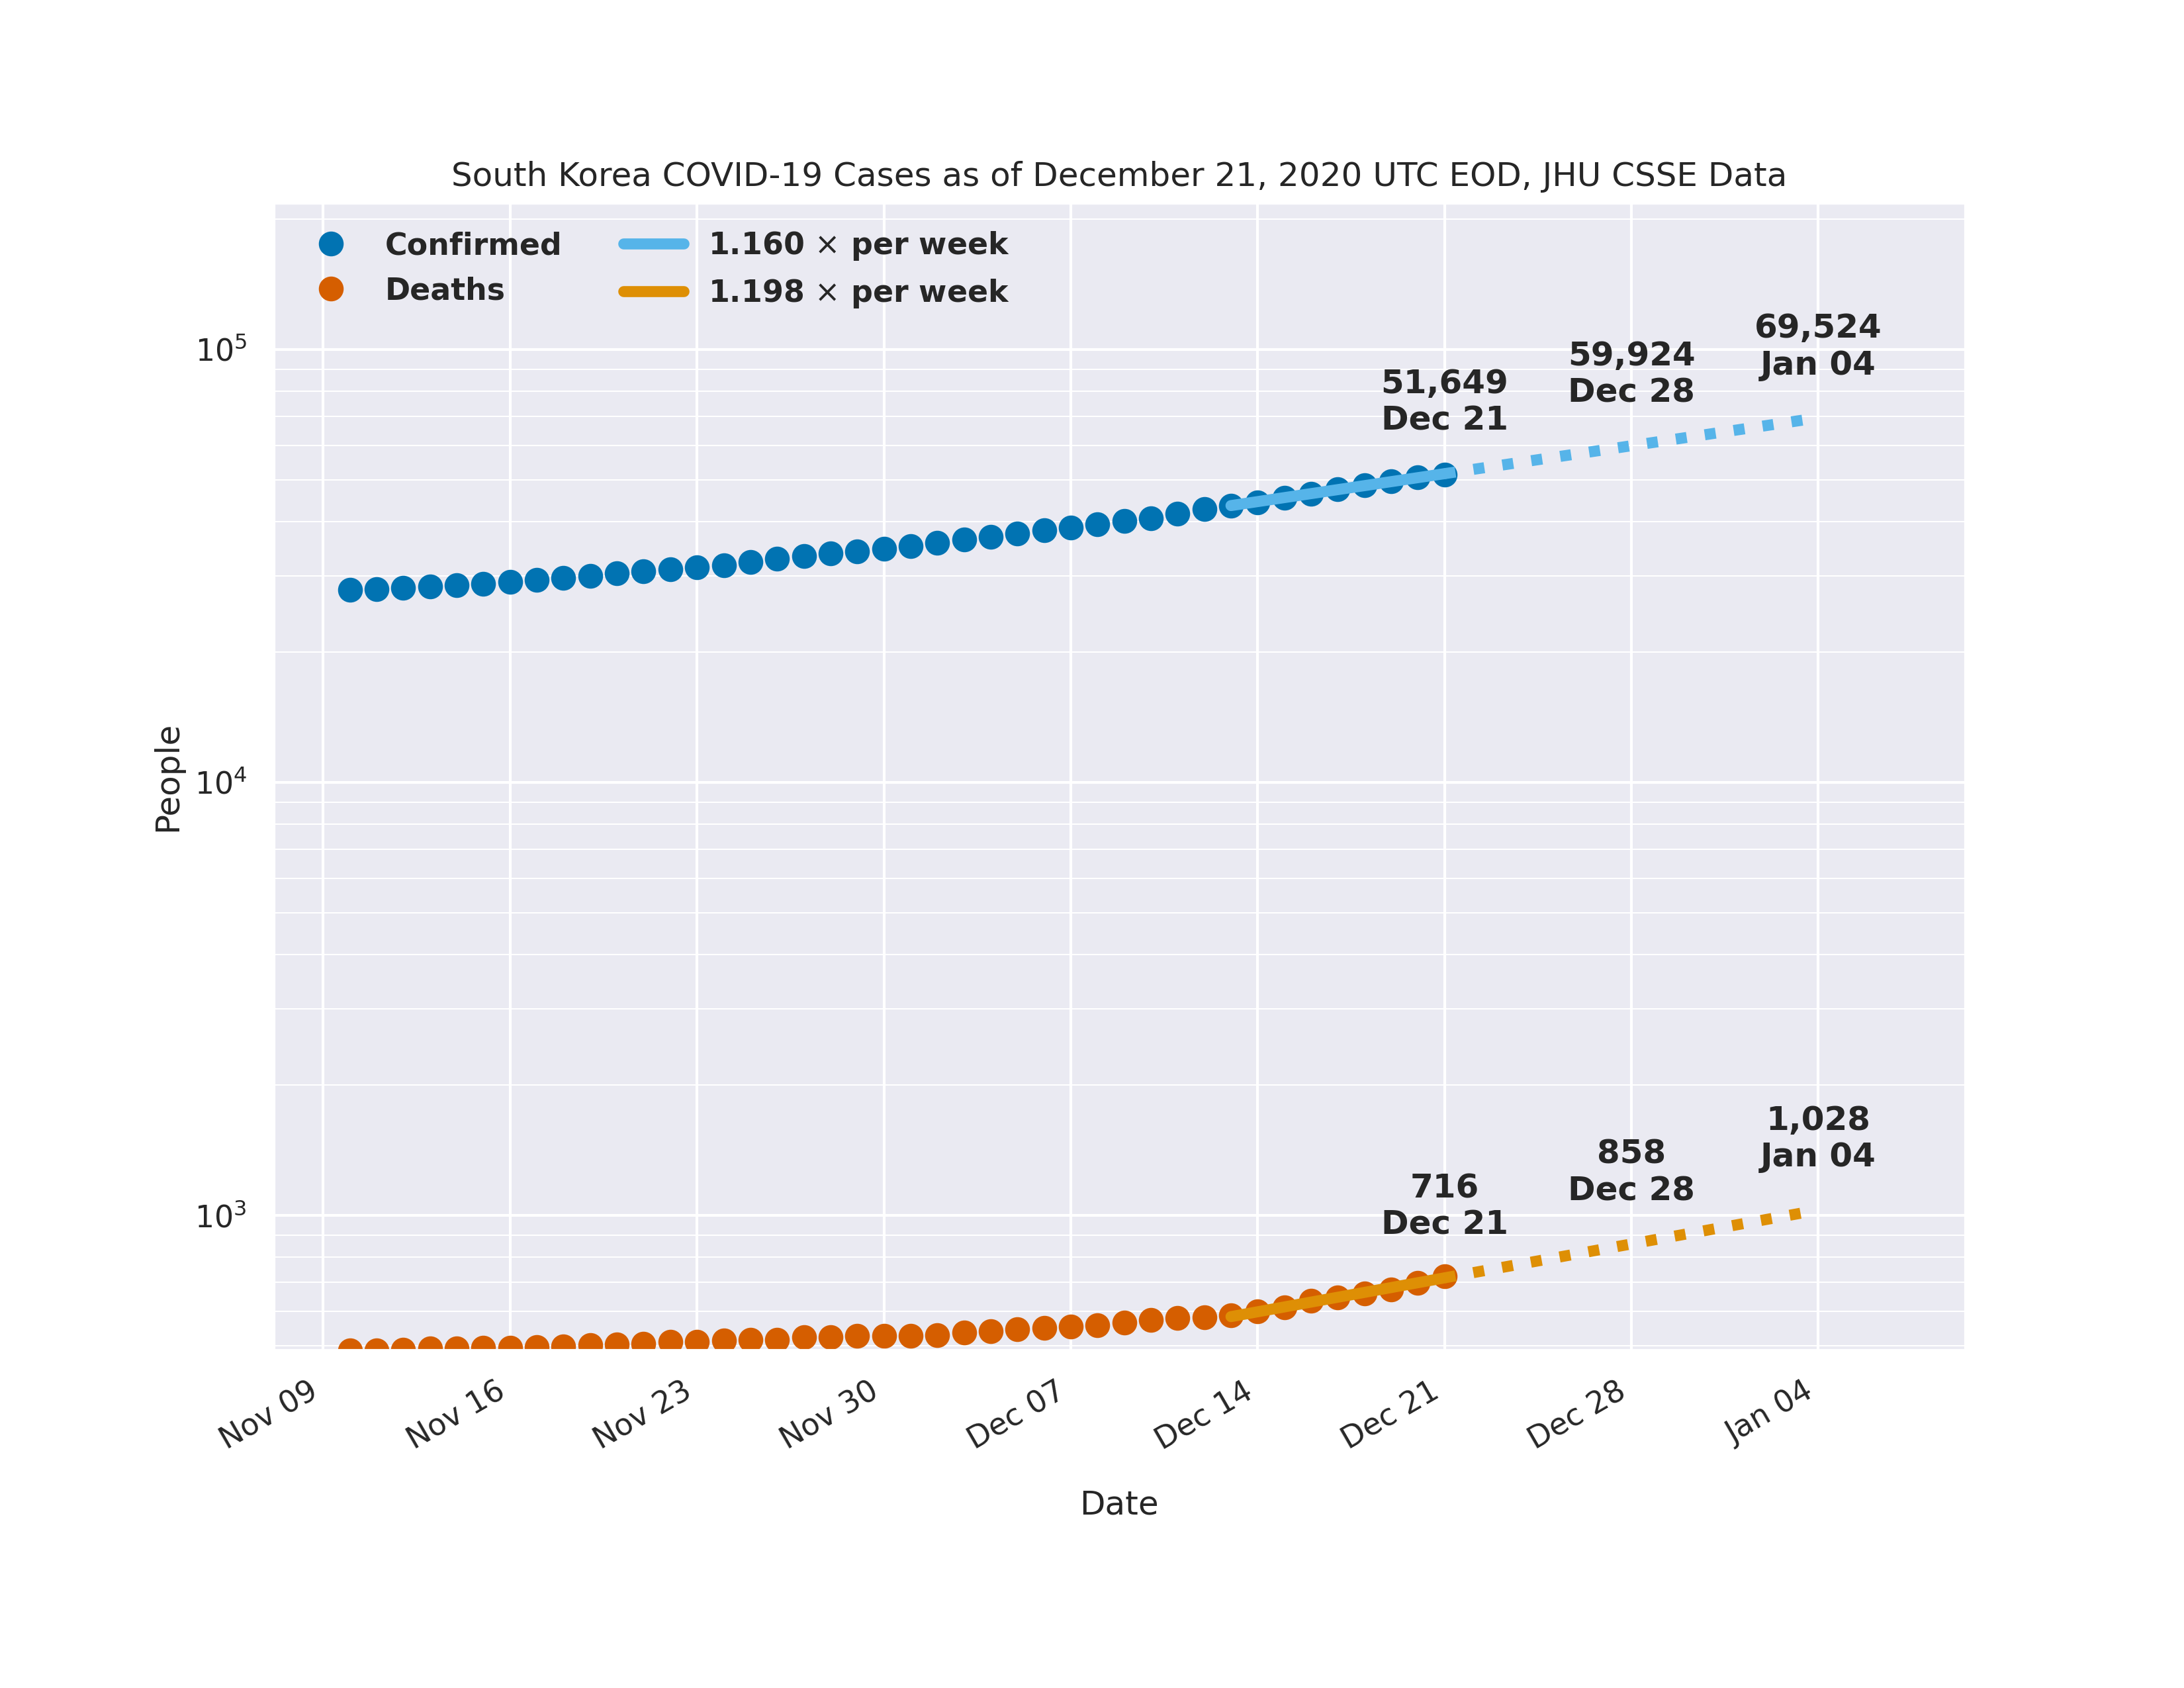 South Korea COVID-19 Cases as of December 21, 2020 UTC EOD, JHU CSSE Data
Confirmed
Deaths
1.160 × per week
1.198 × per week
69,524
Jan 04
59,924
Dec 28
51,649
Dec 21
1,028
Jan 04
858
Dec 28
716
Dec 21
People
10⁵
10⁴
10³
Nov 09
Nov 16
Nov 23
Nov 30
Dec 07
Dec 14
Dec 21
Dec 28
Jan 04
Date